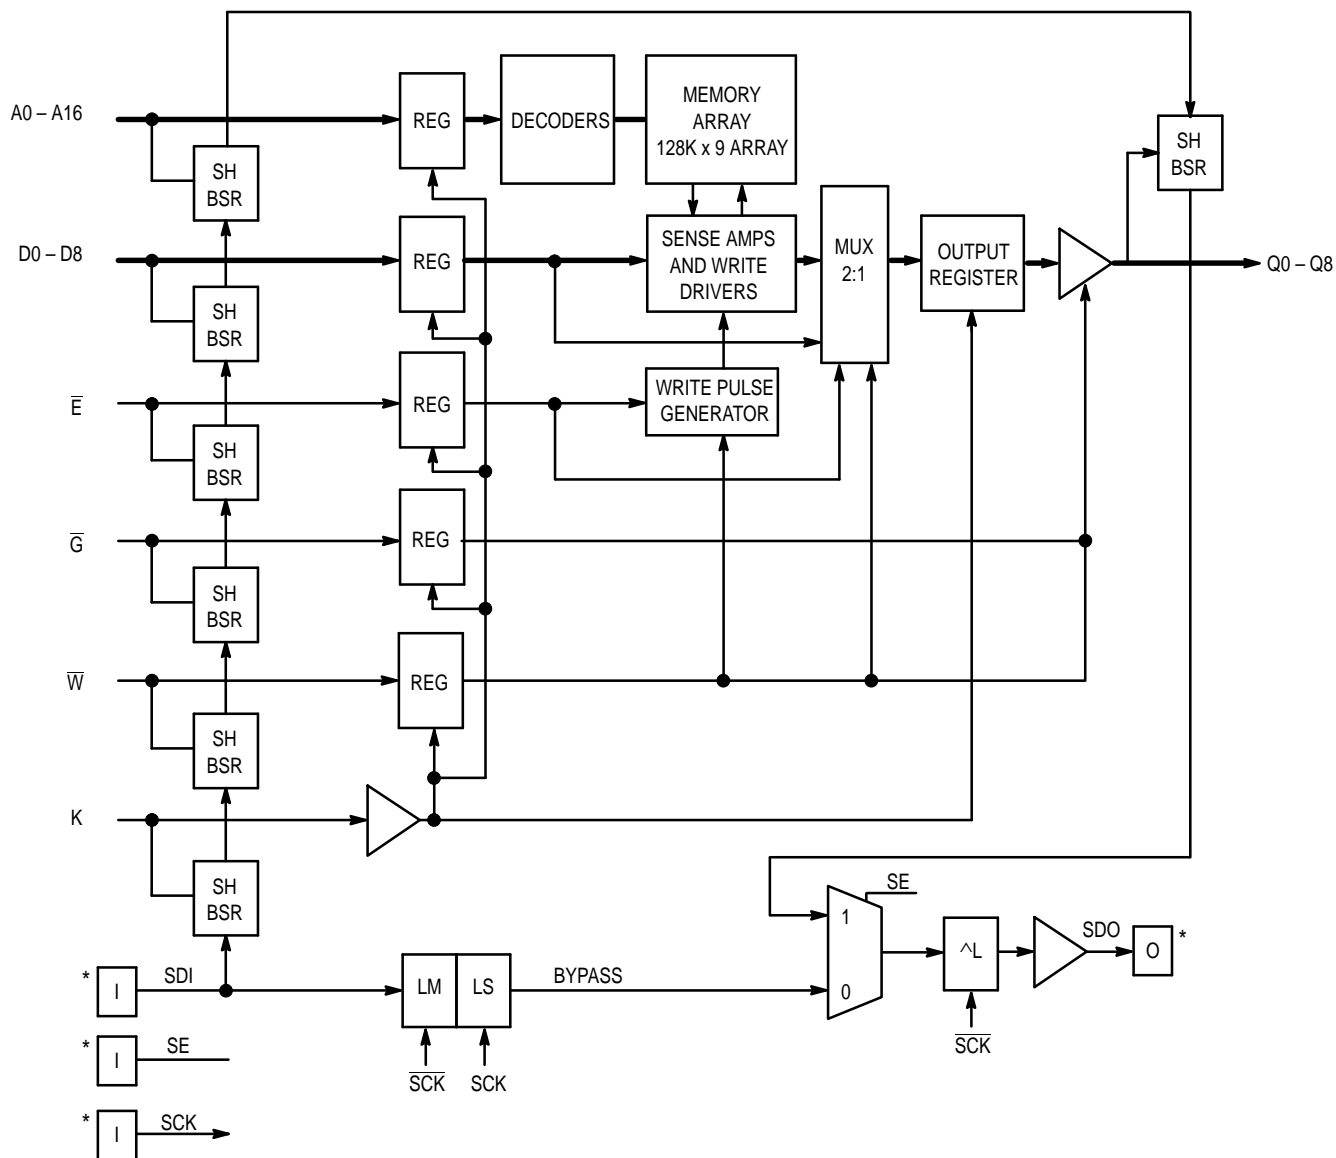 A0 – A16
REG
DECODERS
MEMORY
ARRAY
128K x 9 ARRAY
SH
BSR
SH
BSR
D0 – D8
REG
SENSE AMPS
AND WRITE
DRIVERS
MUX
2:1
OUTPUT
REGISTER
Q0 – Q8
SH
BSR
E̅
REG
WRITE PULSE
GENERATOR
SH
BSR
G̅
REG
SH
BSR
W̅
REG
SH
BSR
K
SH
BSR
SE
1
0
^L
SDO
O
*
S̅C̅K̅
*
I
SDI
LM
LS
BYPASS
S̅C̅K̅
SCK
*
I
SE
*
I
SCK